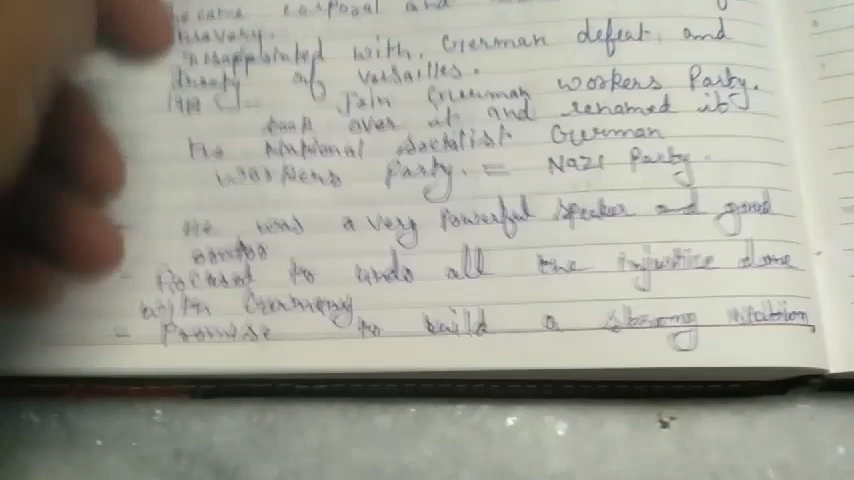 corporal and
bravery.
Disappointed with German defeat and
treaty of versailles.
1919 = Join German workers Party.
took over it and renamed it
the National Socialist German
workers Party. = Nazi Party.
- He was a very Powerful speaker and good
orator
- Promist to undo all the injustice done
with Germany
- Promise to build a strong nation